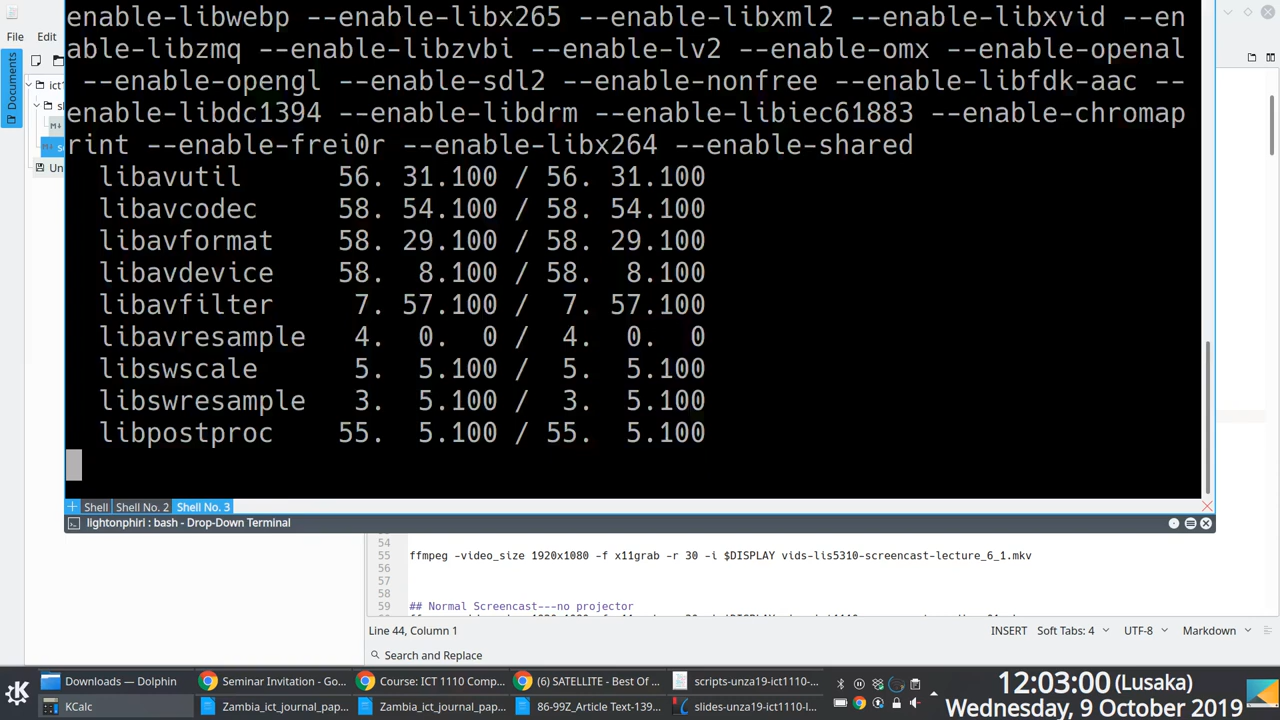 enable-libwebp --enable-libx265 --enable-libxml2 --enable-libxvid --en
able-libzmq --enable-libzvbi --enable-lv2 --enable-omx --enable-openal
--enable-opengl --enable-sdl2 --enable-nonfree --enable-libfdk-aac --
enable-libdc1394 --enable-libdrm --enable-libiec61883 --enable-chromap
rint --enable-frei0r --enable-libx264 --enable-shared
libavutil 56. 31.100 / 56. 31.100
libavcodec 58. 54.100 / 58. 54.100
libavformat 58. 29.100 / 58. 29.100
libavdevice 58. 8.100 / 58. 8.100
libavfilter 7. 57.100 / 7. 57.100
libavresample 4. 0. 0 / 4. 0. 0
libswscale 5. 5.100 / 5. 5.100
libswresample 3. 5.100 / 3. 5.100
libpostproc 55. 5.100 / 55. 5.100
Shell Shell No. 2 Shell No. 3
lightonphiri : bash - Drop-Down Terminal
File Edit
Documents
ict1
Un
54
55 ffmpeg -video_size 1920x1080 -f x11grab -r 30 -i $DISPLAY vids-lis5310-screencast-lecture_6_1.mkv
56
57
58
59 ## Normal Screencast---no projector
Line 44, Column 1 INSERT Soft Tabs: 4 UTF-8 Markdown
Search and Replace
Downloads — Dolphin Seminar Invitation - Go... Course: ICT 1110 Comp... (6) SATELLITE - Best Of ... scripts-unza19-ict1110-...
KCalc Zambia_ict_journal_pap... Zambia_ict_journal_pap... 86-99Z_Article Text-139... slides-unza19-ict1110-l...
12:03:00 (Lusaka)
Wednesday, 9 October 2019